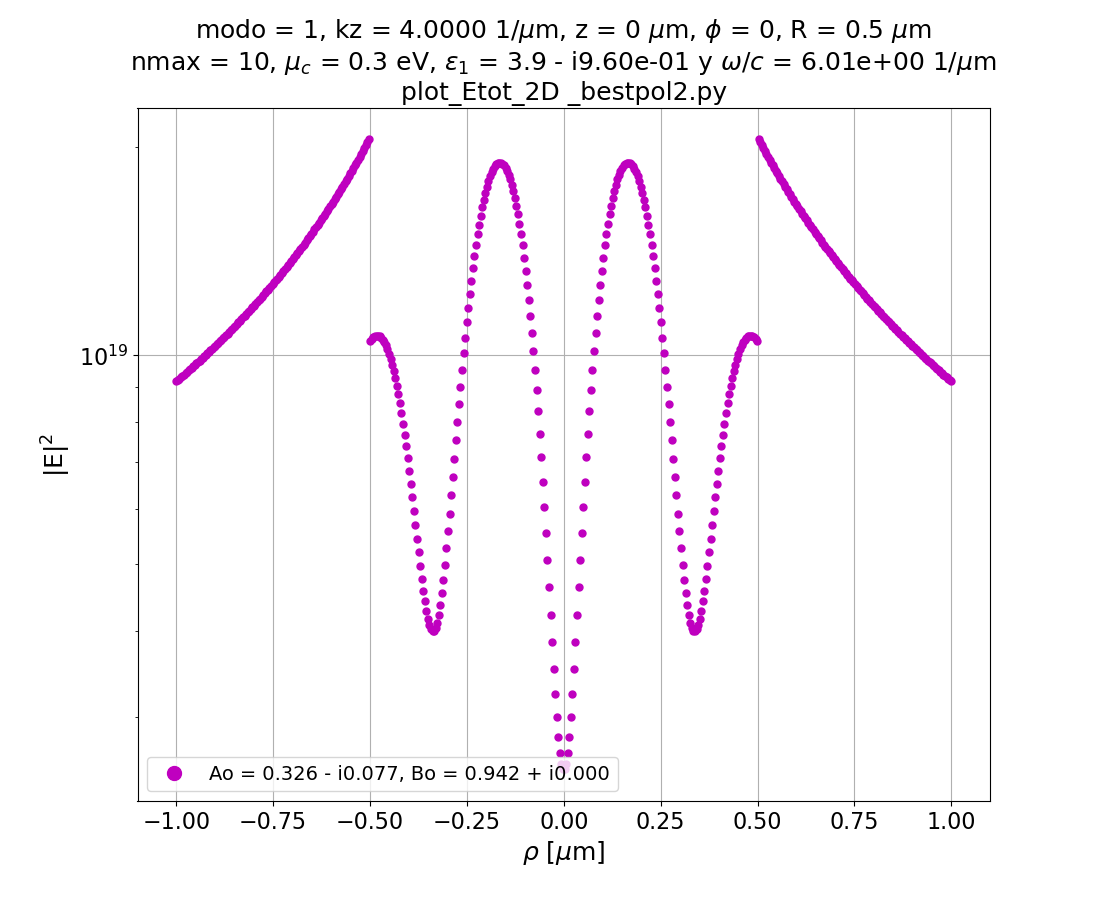 modo = 1, kz = 4.0000 1/μm, z = 0 μm, ϕ = 0, R = 0.5 μm
nmax = 10, μc = 0.3 eV, ε1 = 3.9 - i9.60e-01 y ω/c = 6.01e+00 1/μm
plot_Etot_2D _bestpol2.py
10^19
|E|^2
Ao = 0.326 - i0.077, Bo = 0.942 + i0.000
−1.00 −0.75 −0.50 −0.25 0.00 0.25 0.50 0.75 1.00
ρ [μm]